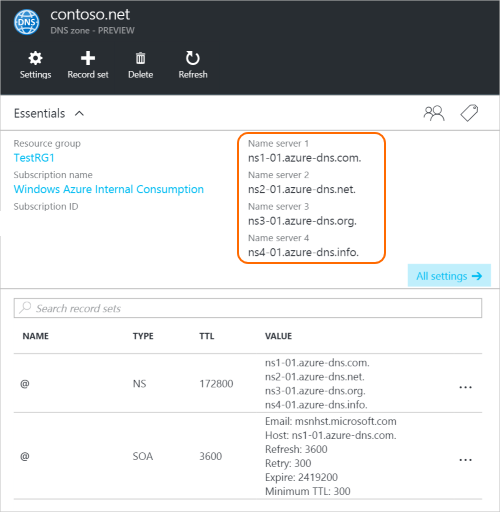 DNS
contoso.net
DNS zone - PREVIEW
Settings
Record set
Delete
Refresh
Essentials
Resource group
TestRG1
Subscription name
Windows Azure Internal Consumption
Subscription ID
Name server 1
ns1-01.azure-dns.com.
Name server 2
ns2-01.azure-dns.net.
Name server 3
ns3-01.azure-dns.org.
Name server 4
ns4-01.azure-dns.info.
All settings →
Search record sets
NAME TYPE TTL VALUE
@ NS 172800
ns1-01.azure-dns.com.
ns2-01.azure-dns.net.
ns3-01.azure-dns.org.
ns4-01.azure-dns.info.
...
@ SOA 3600
Email: msnhst.microsoft.com
Host: ns1-01.azure-dns.com.
Refresh: 3600
Retry: 300
Expire: 2419200
Minimum TTL: 300
...